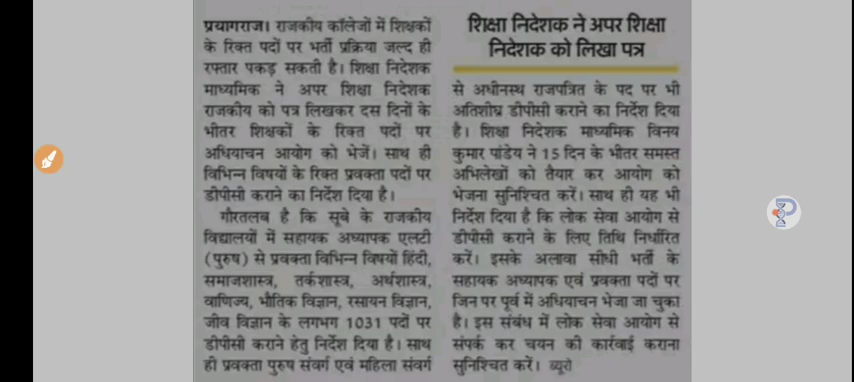 प्रयागराज। राजकीय कॉलेजों में शिक्षकों
के रिक्त पदों पर भर्ती प्रक्रिया जल्द ही
रफ्तार पकड़ सकती है। शिक्षा निदेशक
माध्यमिक ने अपर शिक्षा निदेशक
राजकीय को पत्र लिखकर दस दिनों के
भीतर शिक्षकों के रिक्त पदों पर
अधियाचन आयोग को भेजें। साथ ही
विभिन्न विषयों के रिक्त प्रवक्ता पदों पर
डीपीसी कराने का निर्देश दिया है।
गौरतलब है कि सूबे के राजकीय
विद्यालयों में सहायक अध्यापक एलटी
(पुरुष) से प्रवक्ता विभिन्न विषयों हिंदी,
समाजशास्त्र, तर्कशास्त्र, अर्थशास्त्र,
वाणिज्य, भौतिक विज्ञान, रसायन विज्ञान,
जीव विज्ञान के लगभग 1031 पदों पर
डीपीसी कराने हेतु निर्देश दिया है। साथ
ही प्रवक्ता पुरुष संवर्ग एवं महिला संवर्ग
शिक्षा निदेशक ने अपर शिक्षा
निदेशक को लिखा पत्र
से अधीनस्थ राजपत्रित के पद पर भी
अतिशीघ्र डीपीसी कराने का निर्देश दिया
है। शिक्षा निदेशक माध्यमिक विनय
कुमार पांडेय ने 15 दिन के भीतर समस्त
अभिलेखों को तैयार कर आयोग को
भेजना सुनिश्चित करें। साथ ही यह भी
निर्देश दिया है कि लोक सेवा आयोग से
डीपीसी कराने के लिए तिथि निर्धारित
करें। इसके अलावा सीधी भर्ती के
सहायक अध्यापक एवं प्रवक्ता पदों पर
जिन पर पूर्व में अधियाचन भेजा जा चुका
है। इस संबंध में लोक सेवा आयोग से
संपर्क कर चयन की कार्रवाई कराना
सुनिश्चित करें। ब्यूरो